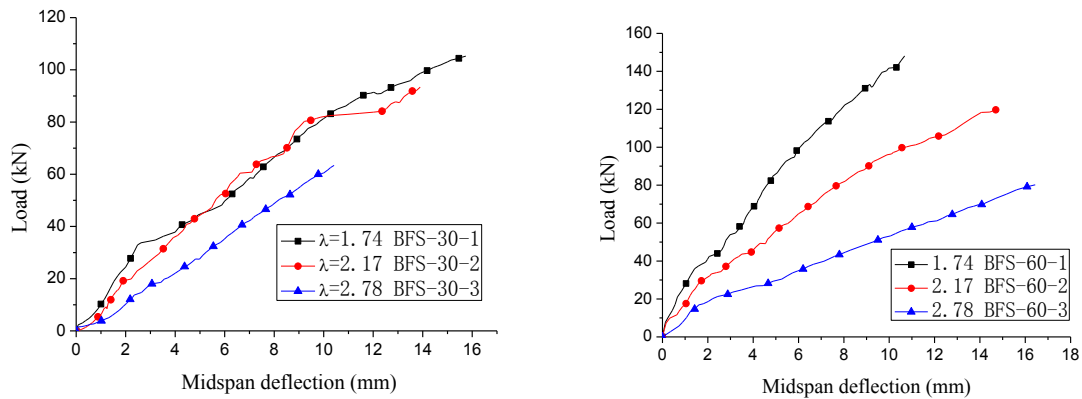 120
100
80
60
40
20
0
Load (kN)
0 2 4 6 8 10 12 14 16
Midspan deflection (mm)
λ=1.74 BFS-30-1
λ=2.17 BFS-30-2
λ=2.78 BFS-30-3
160
140
120
100
80
60
40
20
0
Load (kN)
0 2 4 6 8 10 12 14 16 18
Midspan deflection (mm)
1.74 BFS-60-1
2.17 BFS-60-2
2.78 BFS-60-3